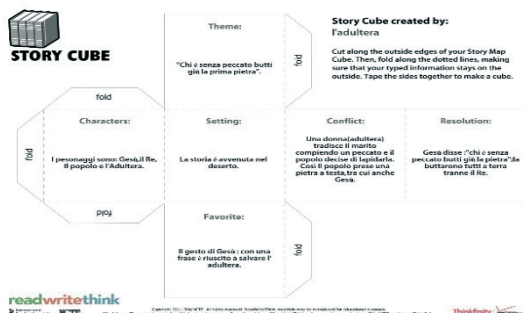 STORY CUBE
Theme:
"Chi è senza peccato butti
giù la prima pietra".
fold
Story Cube created by:
l'adultera
Cut along the outside edges of your Story Map
Cube. Then, fold along the dotted lines, making
sure that your typed information stays on the
outside. Tape the sides together to make a cube.
fold
fold
Characters:
I pesonaggi sono: Gesù,il Re,
Il popolo e l'Adultera.
Setting:
La storia è avvenuta nel
deserto.
Conflict:
Una donna(adultera)
tradisce il marito
compiendo un peccato e il
popolo decise di lapidarla.
Così il popolo prese una
pietra a testa,tra cui anche
Gesù.
Resolution:
Gesù disse :"chi è senza
peccato butti giù la pietra";la
buttarono tutti a terra
tranne il Re.
fold
Favorite:
Il gesto di Gesù : con una
frase è riuscito a salvare l'
adultera.
fold
readwritethink
Thinkfinity